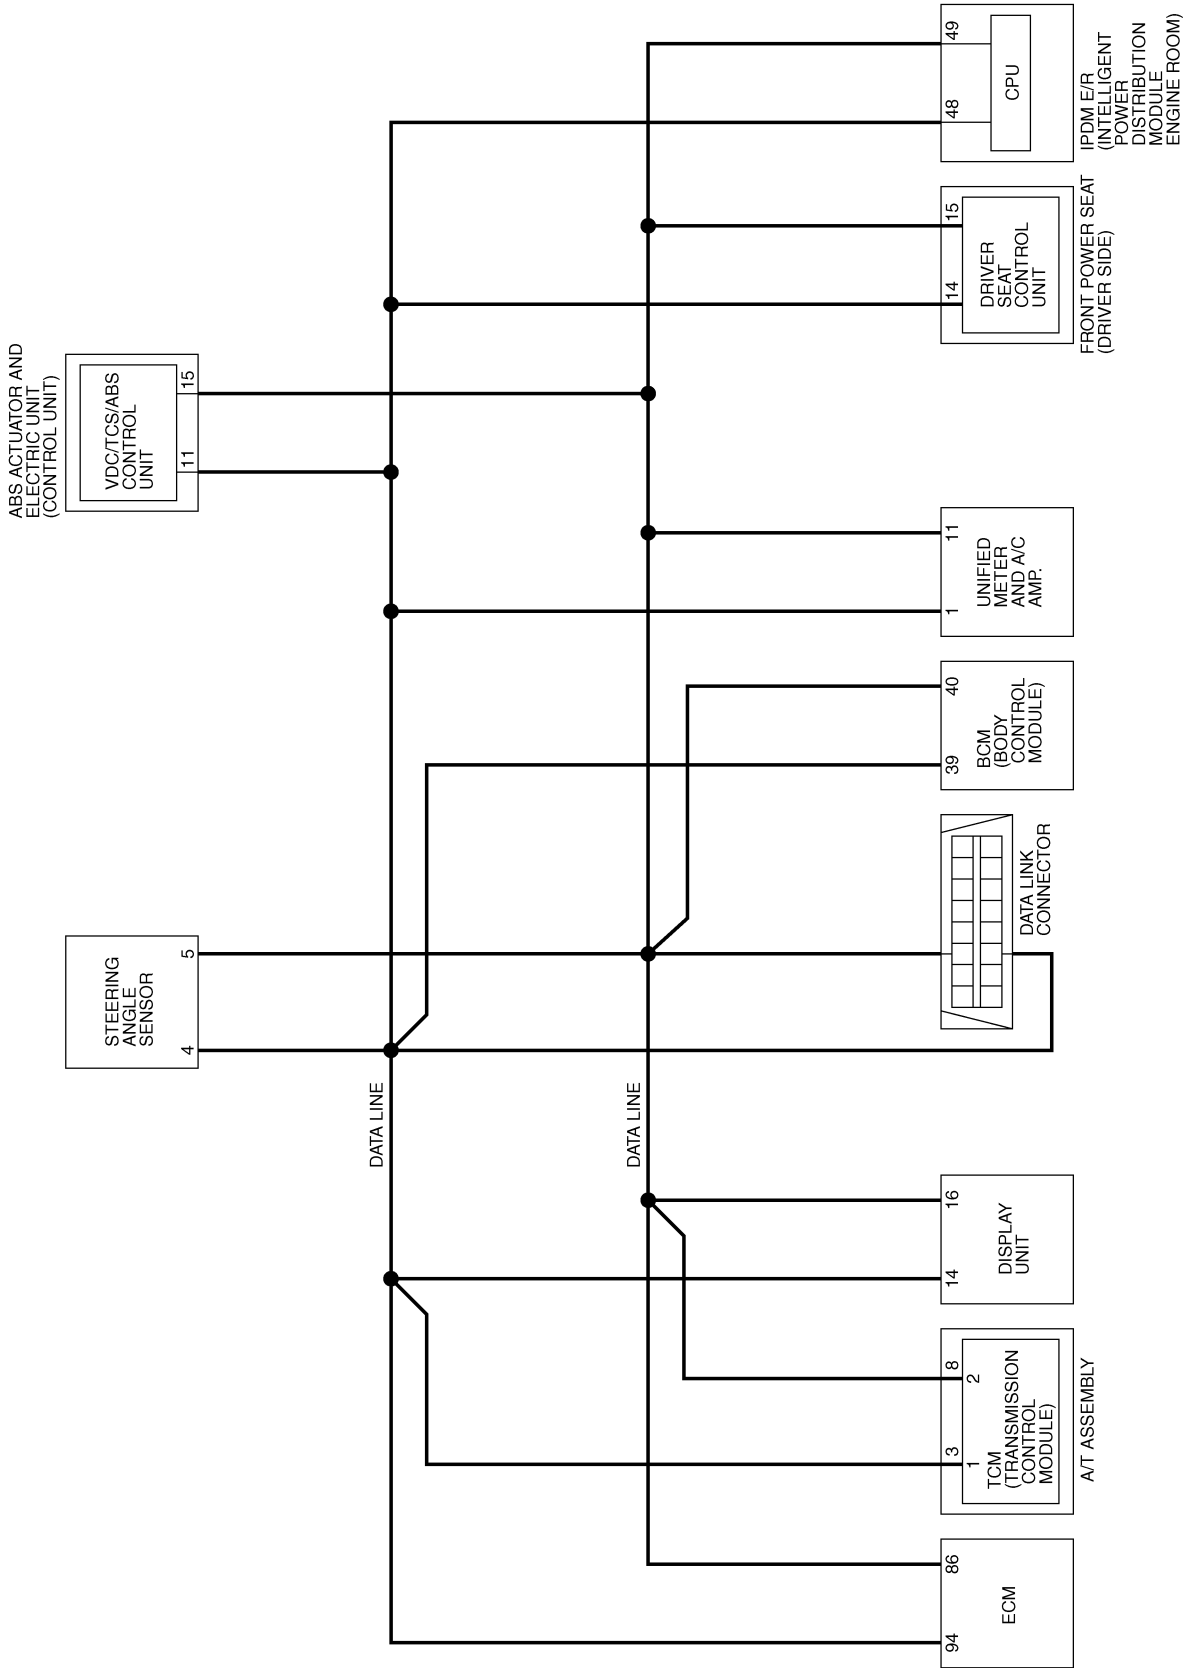 ABS ACTUATOR AND
ELECTRIC UNIT
(CONTROL UNIT)
VDC/TCS/ABS
CONTROL
UNIT
11
15
STEERING
ANGLE
SENSOR
4
5
DATA LINE
DATA LINE
94
86
ECM
3
8
1
2
TCM
(TRANSMISSION
CONTROL
MODULE)
A/T ASSEMBLY
14
16
DISPLAY
UNIT
DATA LINK
CONNECTOR
39
40
BCM
(BODY
CONTROL
MODULE)
1
11
UNIFIED
METER
AND A/C
AMP.
14
15
DRIVER
SEAT
CONTROL
UNIT
FRONT POWER SEAT
(DRIVER SIDE)
48
49
CPU
IPDM E/R
(INTELLIGENT
POWER
DISTRIBUTION
MODULE
ENGINE ROOM)